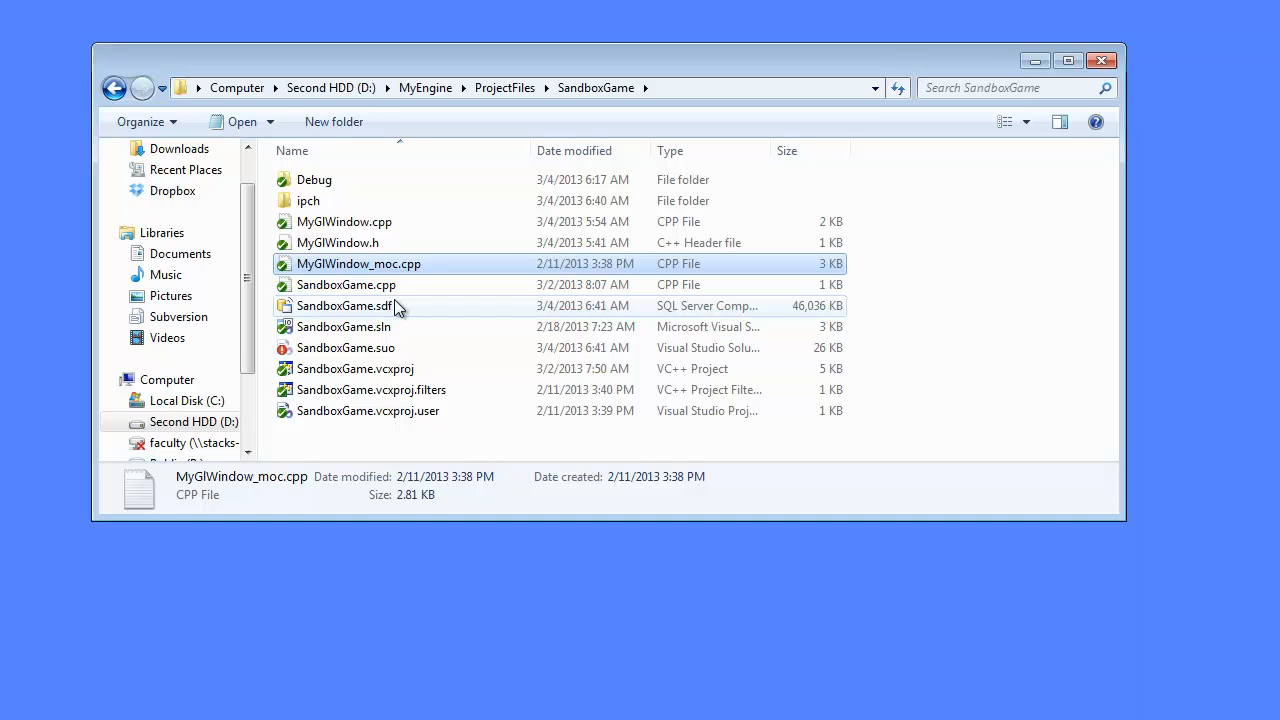 Computer Second HDD (D:) MyEngine ProjectFiles SandboxGame Search SandboxGame
Organize Open New folder
Downloads
Recent Places
Dropbox
Libraries
Documents
Music
Pictures
Subversion
Videos
Computer
Local Disk (C:)
Second HDD (D:)
faculty (\\stacks-
Name Date modified Type Size
Debug 3/4/2013 6:17 AM File folder
ipch 3/4/2013 6:40 AM File folder
MyGlWindow.cpp 3/4/2013 5:54 AM CPP File 2 KB
MyGlWindow.h 3/4/2013 5:41 AM C++ Header file 1 KB
MyGlWindow_moc.cpp 2/11/2013 3:38 PM CPP File 3 KB
SandboxGame.cpp 3/2/2013 8:07 AM CPP File 1 KB
SandboxGame.sdf 3/4/2013 6:41 AM SQL Server Comp... 46,036 KB
SandboxGame.sln 2/18/2013 7:23 AM Microsoft Visual S... 3 KB
SandboxGame.suo 3/4/2013 6:41 AM Visual Studio Solu... 26 KB
SandboxGame.vcxproj 3/2/2013 7:50 AM VC++ Project 5 KB
SandboxGame.vcxproj.filters 2/11/2013 3:40 PM VC++ Project Filte... 1 KB
SandboxGame.vcxproj.user 2/11/2013 3:39 PM Visual Studio Proj... 1 KB
MyGlWindow_moc.cpp Date modified: 2/11/2013 3:38 PM Date created: 2/11/2013 3:38 PM
CPP File Size: 2.81 KB